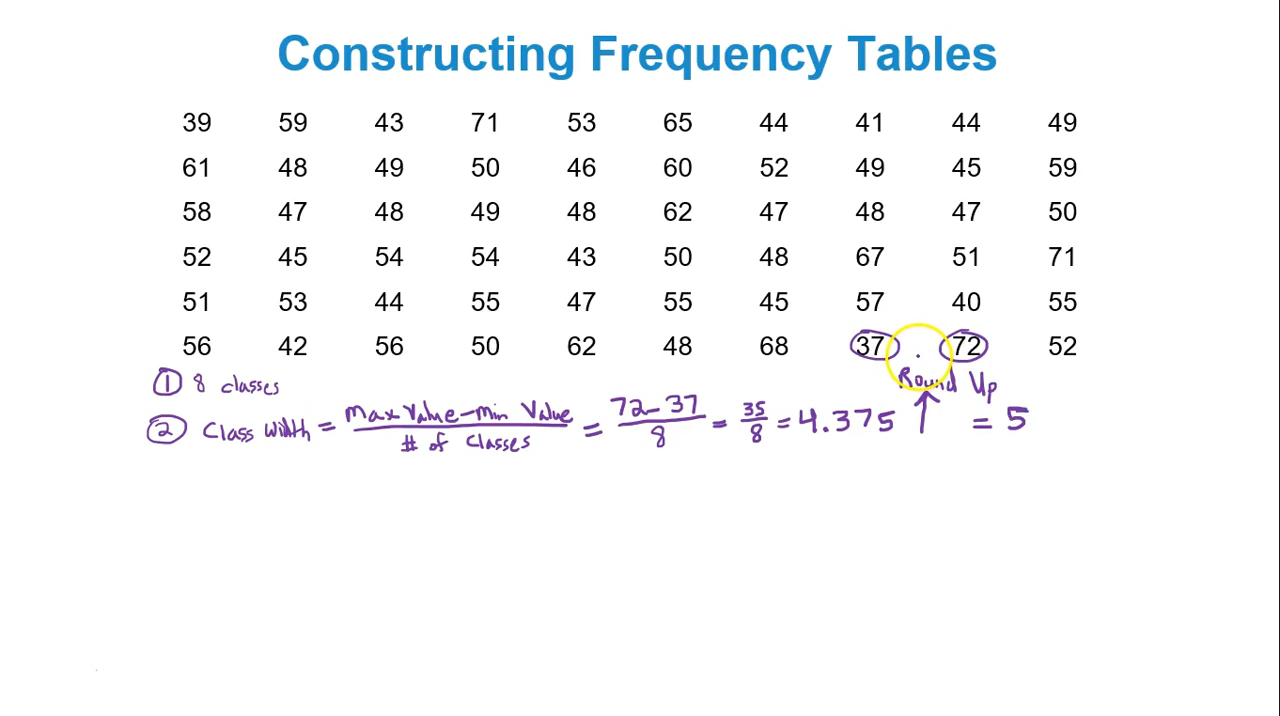 Constructing Frequency Tables
39 59 43 71 53 65 44 41 44 49
61 48 49 50 46 60 52 49 45 59
58 47 48 49 48 62 47 48 47 50
52 45 54 54 43 50 48 67 51 71
51 53 44 55 47 55 45 57 40 55
56 42 56 50 62 48 68 37 72 52
① 8 classes
Round Up
② Class Width = Max Value - Min Value / # of Classes = 72 - 37 / 8 = 35 / 8 = 4.375 ↑ = 5